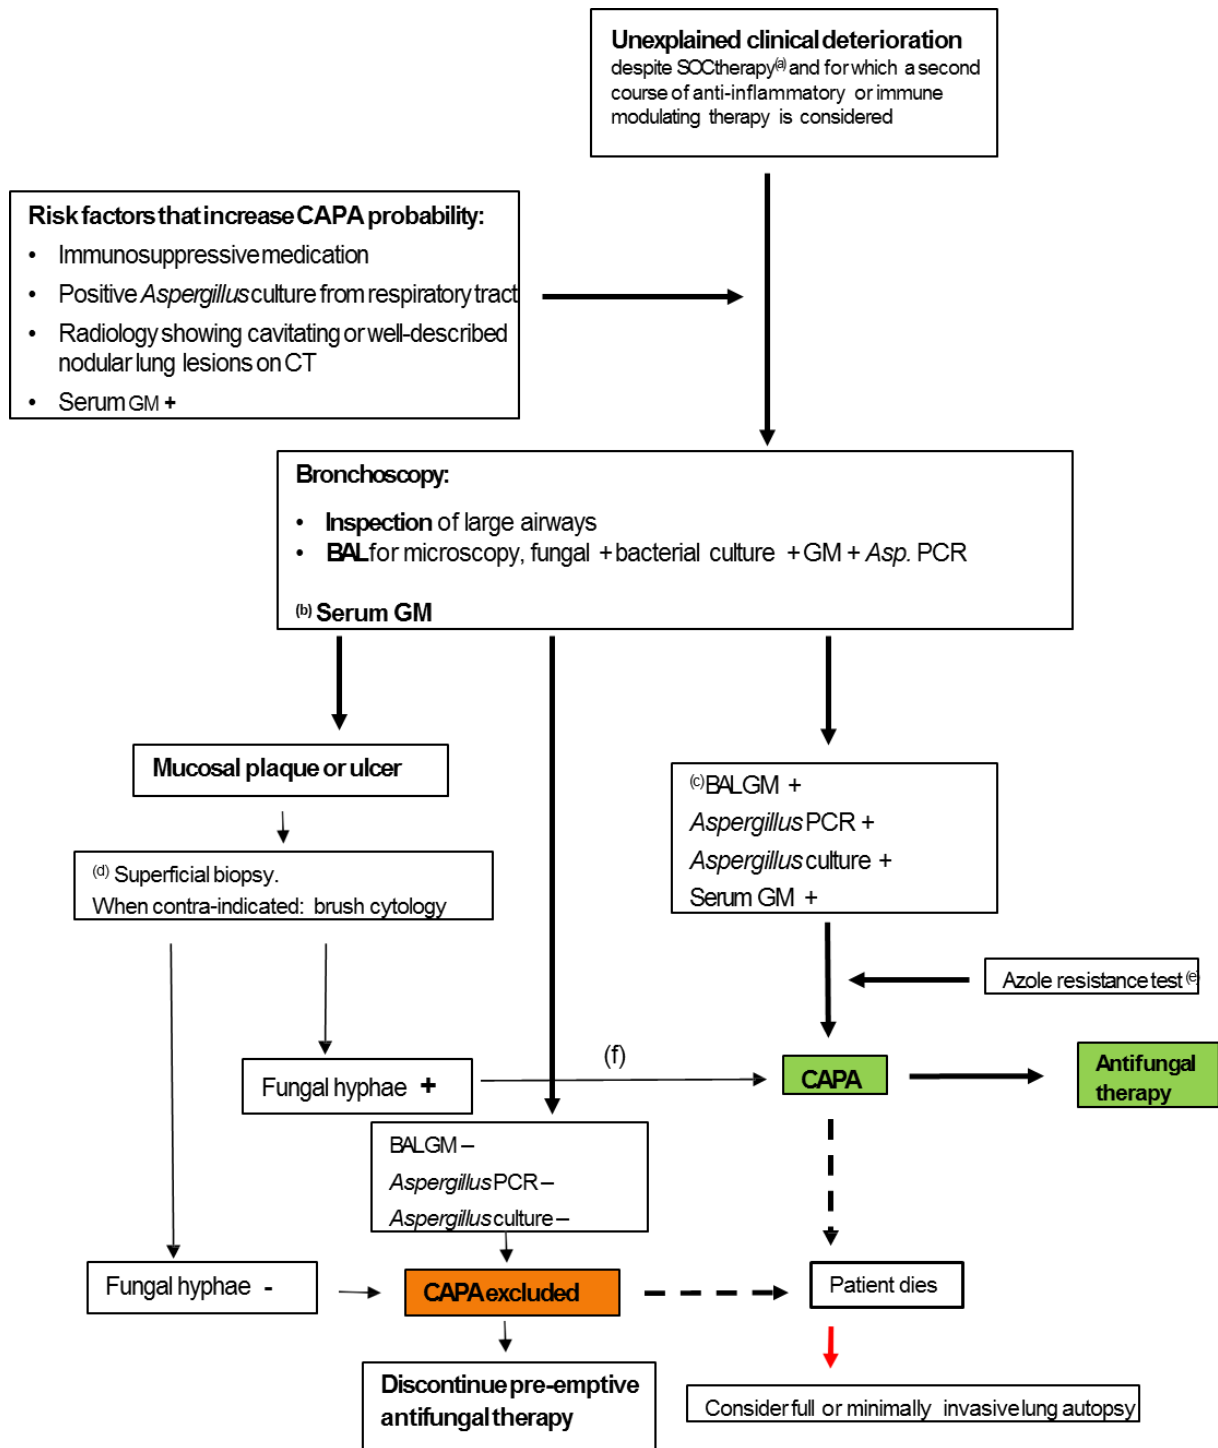 Unexplained clinical deterioration
despite SOC therapy(a) and for which a second
course of anti-inflammatory or immune
modulating therapy is considered
Risk factors that increase CAPA probability:
• Immunosuppressive medication
• Positive Aspergillus culture from respiratory tract
• Radiology showing cavitating or well-described
nodular lung lesions on CT
• Serum GM +
Bronchoscopy:
• Inspection of large airways
• BAL for microscopy, fungal + bacterial culture + GM + Asp. PCR
(b) Serum GM
Mucosal plaque or ulcer
(d) Superficial biopsy.
When contra-indicated: brush cytology
(c) BAL GM +
Aspergillus PCR +
Aspergillus culture +
Serum GM +
Azole resistance test (e)
Fungal hyphae +
(f)
CAPA
Antifungal
therapy
BAL GM –
Aspergillus PCR –
Aspergillus culture –
Fungal hyphae -
CAPA excluded
Patient dies
Discontinue pre-emptive
antifungal therapy
Consider full or minimally invasive lung autopsy